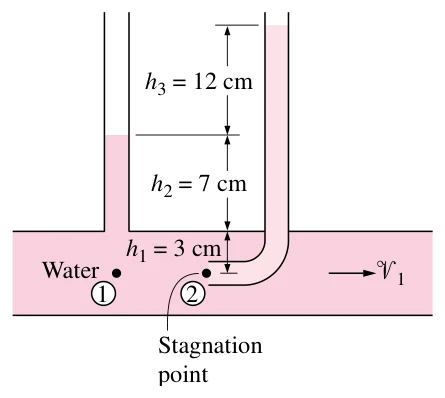 h₃ = 12 cm
h₂ = 7 cm
h₁ = 3 cm
Water
1
2
𝒱₁
Stagnation
point